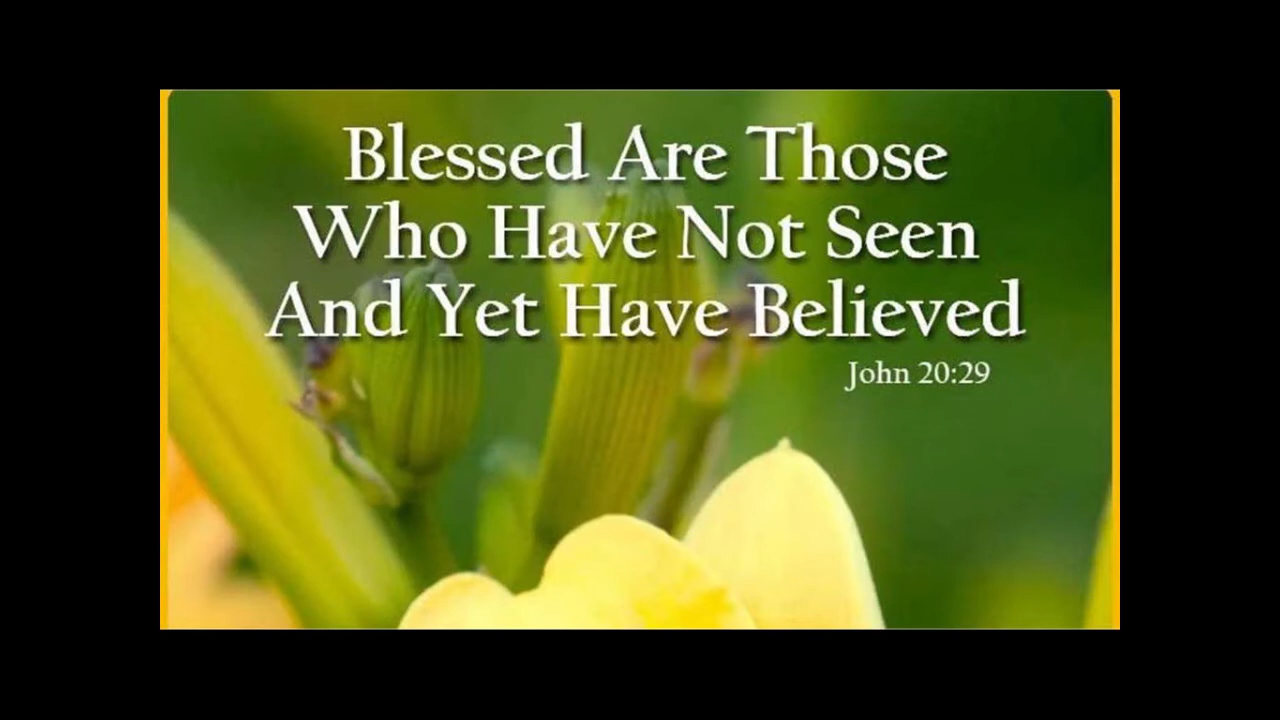 Blessed Are Those
Who Have Not Seen
And Yet Have Believed
John 20:29